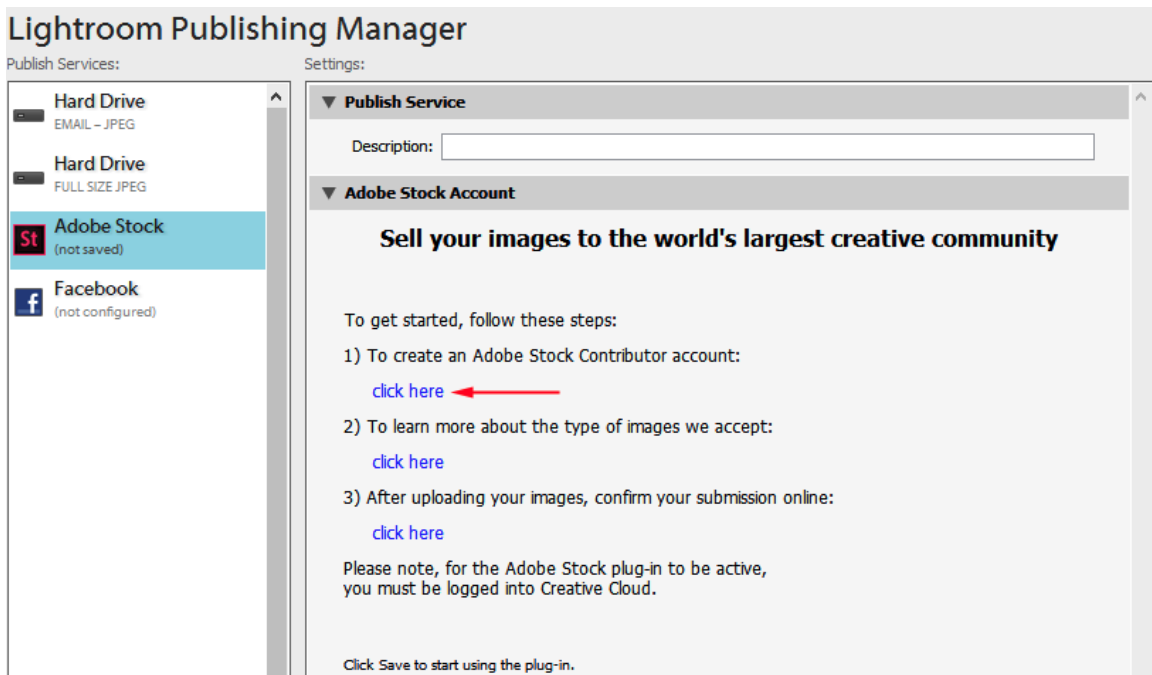 Lightroom Publishing Manager
Publish Services:
Settings:
Hard Drive
EMAIL – JPEG
Hard Drive
FULL SIZE JPEG
St
Adobe Stock
(not saved)
f
Facebook
(not configured)
Publish Service
Description:
Adobe Stock Account
Sell your images to the world's largest creative community
To get started, follow these steps:
1) To create an Adobe Stock Contributor account:
click here
2) To learn more about the type of images we accept:
click here
3) After uploading your images, confirm your submission online:
click here
Please note, for the Adobe Stock plug-in to be active,
you must be logged into Creative Cloud.
Click Save to start using the plug-in.